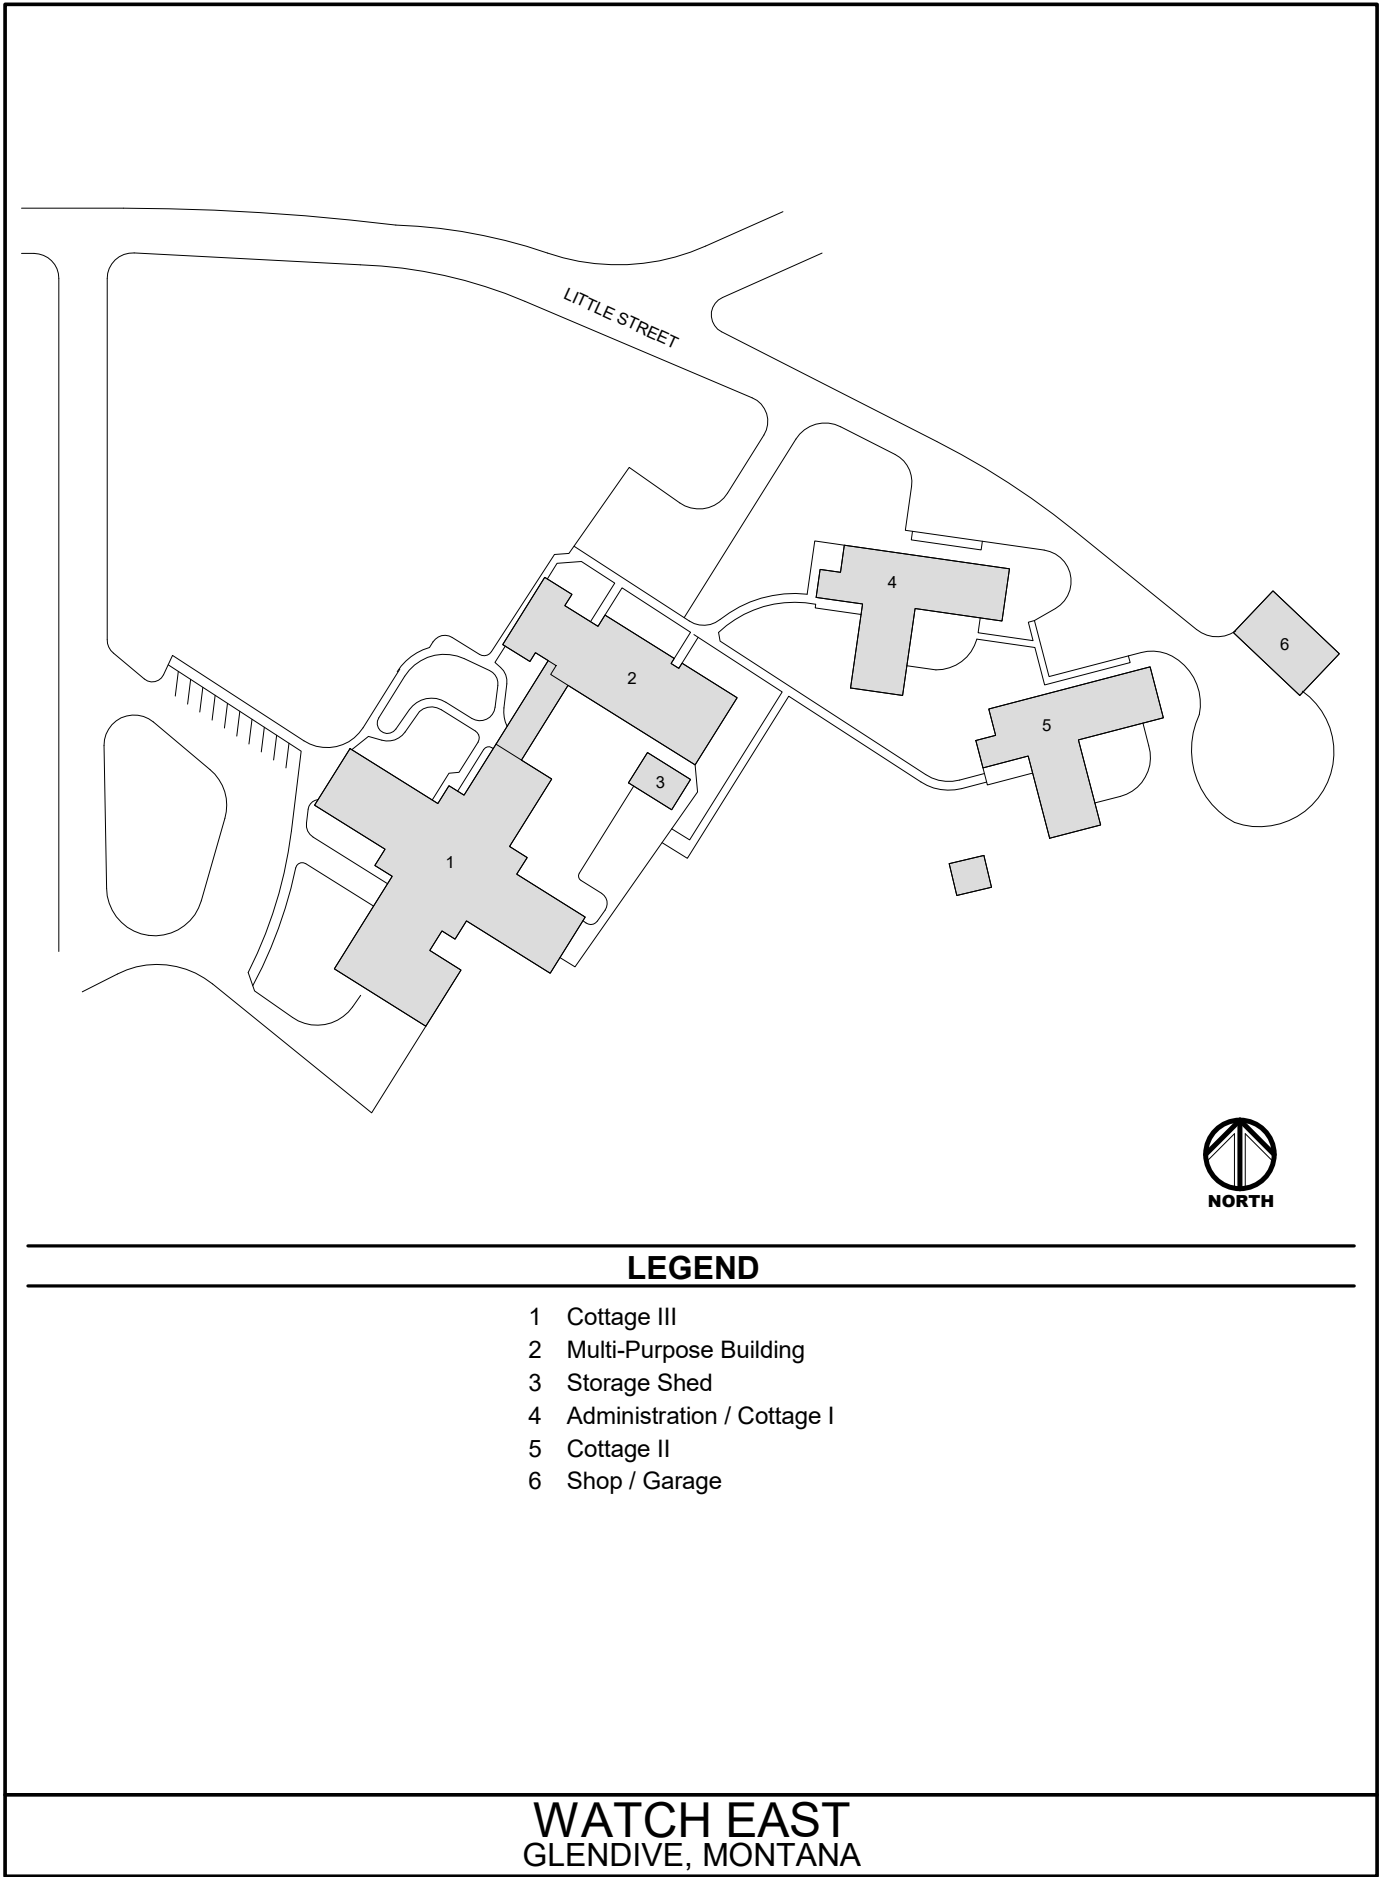 LITTLE STREET
4
6
2
5
3
1
NORTH
LEGEND
1 Cottage III
2 Multi-Purpose Building
3 Storage Shed
4 Administration / Cottage I
5 Cottage II
6 Shop / Garage
WATCH EAST
GLENDIVE, MONTANA